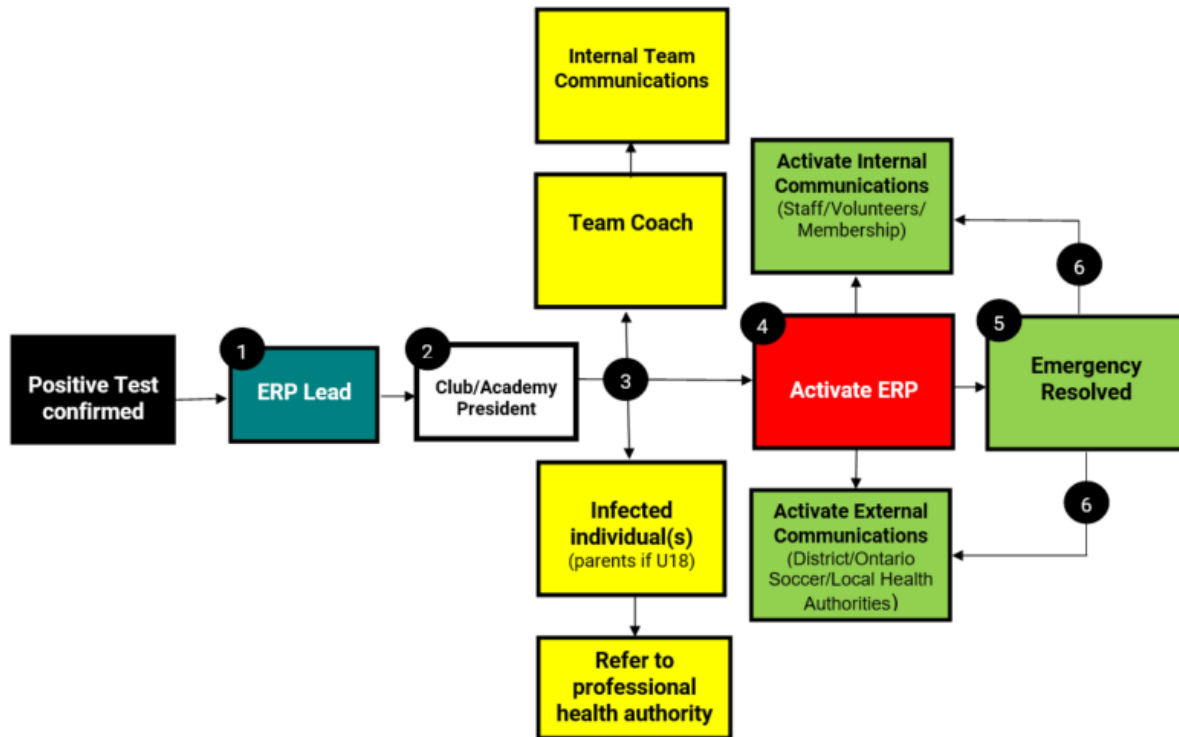 Internal Team
Communications
Team Coach
Activate Internal
Communications
(Staff/Volunteers/
Membership)
6
Positive Test
confirmed
1
ERP Lead
2
Club/Academy
President
3
4
Activate ERP
5
Emergency
Resolved
Infected
individual(s)
(parents if U18)
Refer to
professional
health authority
Activate External
Communications
(District/Ontario
Soccer/Local Health
Authorities)
6